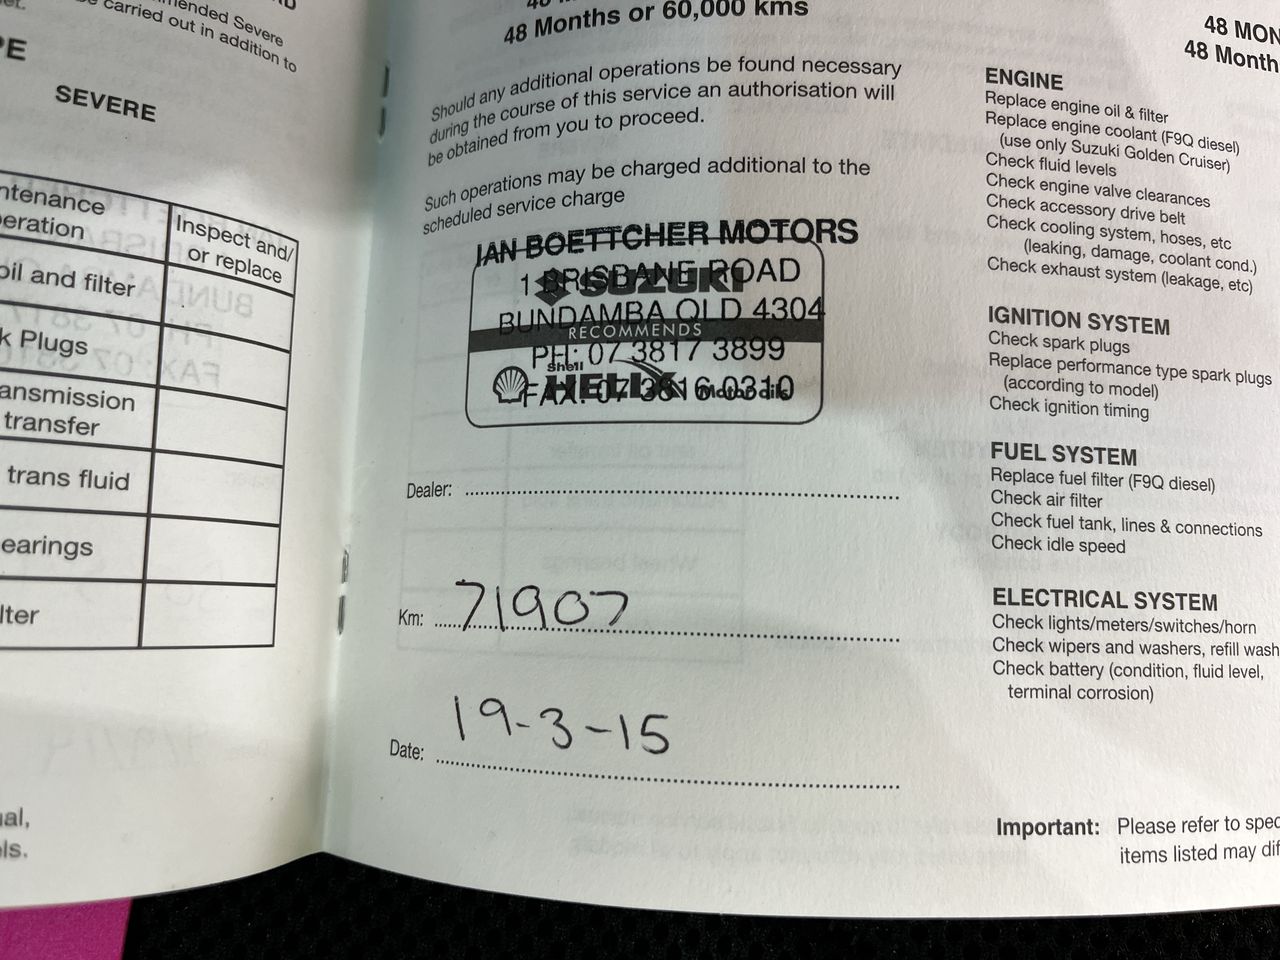 mended Severe
carried out in addition to
PE
SEVERE
ntenance
eration
Inspect and/
or replace
oil and filter
k Plugs
ansmission
transfer
trans fluid
earings
lter
ual,
els.
48 Months or 60,000 kms
Should any additional operations be found necessary
during the course of this service an authorisation will
be obtained from you to proceed.
Such operations may be charged additional to the
scheduled service charge
IAN BOETTCHER MOTORS
1 BRISBANE ROAD
SUZUKI
BUNDAMBA QLD 4304
RECOMMENDS
PH: 07 3817 3899
Shell
HELIX Motor Oils
FAX: 07 3816 0310
Dealer:
Km: 71907
Date: 19-3-15
48 MON
48 Month
ENGINE
Replace engine oil & filter
Replace engine coolant (F9Q diesel)
(use only Suzuki Golden Cruiser)
Check fluid levels
Check engine valve clearances
Check accessory drive belt
Check cooling system, hoses, etc
(leaking, damage, coolant cond.)
Check exhaust system (leakage, etc)
IGNITION SYSTEM
Check spark plugs
Replace performance type spark plugs
(according to model)
Check ignition timing
FUEL SYSTEM
Replace fuel filter (F9Q diesel)
Check air filter
Check fuel tank, lines & connections
Check idle speed
ELECTRICAL SYSTEM
Check lights/meters/switches/horn
Check wipers and washers, refill wash
Check battery (condition, fluid level,
terminal corrosion)
Important: Please refer to spec
items listed may dif